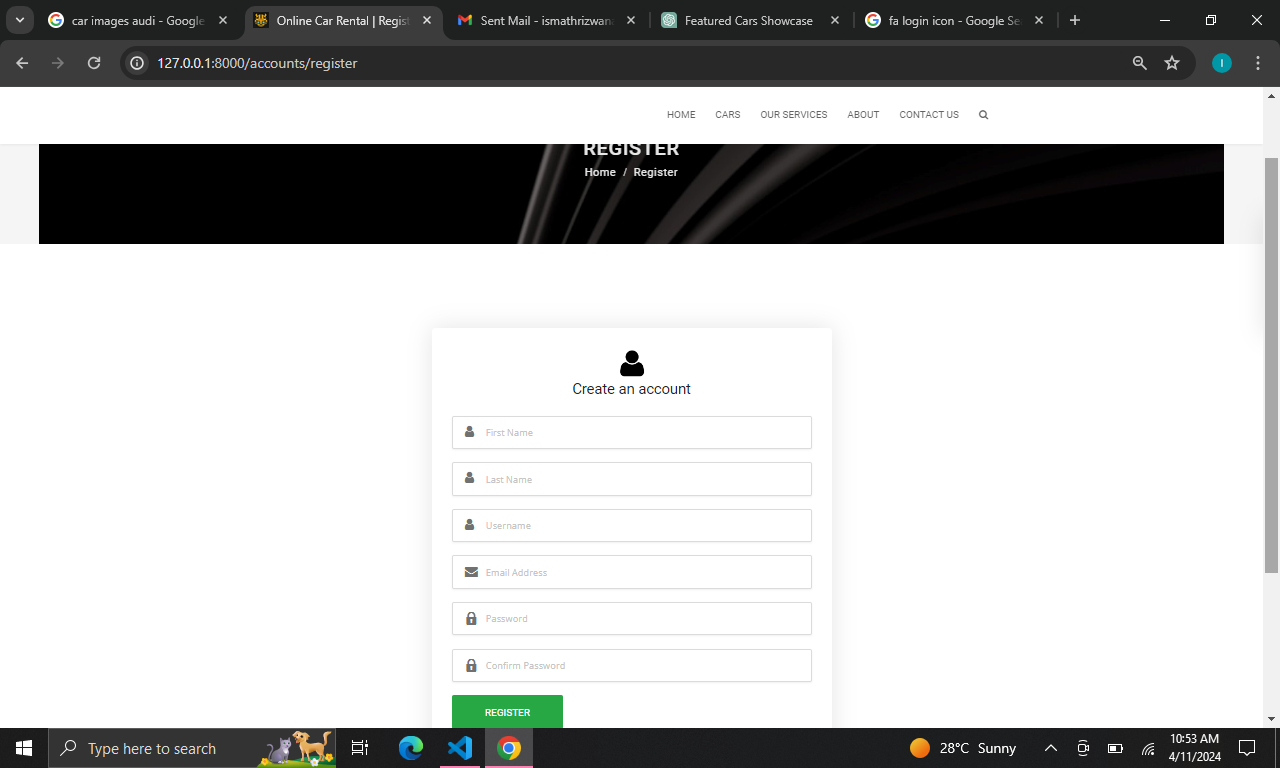 car images audi - Google
Online Car Rental | Regist
Sent Mail - ismathrizwana
Featured Cars Showcase
fa login icon - Google Se
127.0.0.1:8000/accounts/register
I
HOME
CARS
OUR SERVICES
ABOUT
CONTACT US
REGISTER
Home / Register
Create an account
First Name
Last Name
Username
Email Address
Password
Confirm Password
REGISTER
Type here to search
28°C Sunny
10:53 AM
4/11/2024